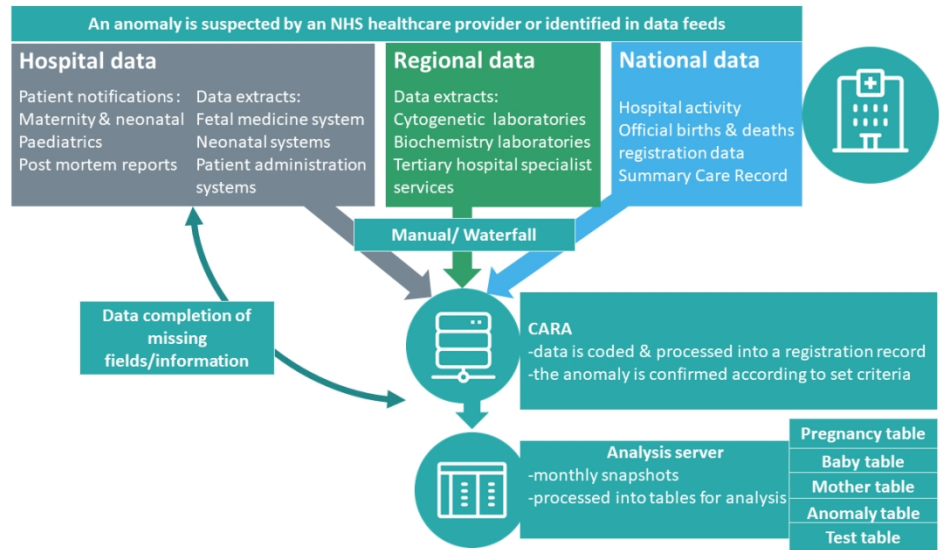 An anomaly is suspected by an NHS healthcare provider or identified in data feeds
Hospital data
Patient notifications:
Maternity & neonatal
Paediatrics
Post mortem reports
Data extracts:
Fetal medicine system
Neonatal systems
Patient administration
systems
Regional data
Data extracts:
Cytogenetic laboratories
Biochemistry laboratories
Tertiary hospital specialist
services
National data
Hospital activity
Official births & deaths
registration data
Summary Care Record
Manual/ Waterfall
Data completion of
missing
fields/information
CARA
-data is coded & processed into a registration record
-the anomaly is confirmed according to set criteria
Analysis server
-monthly snapshots
-processed into tables for analysis
Pregnancy table
Baby table
Mother table
Anomaly table
Test table